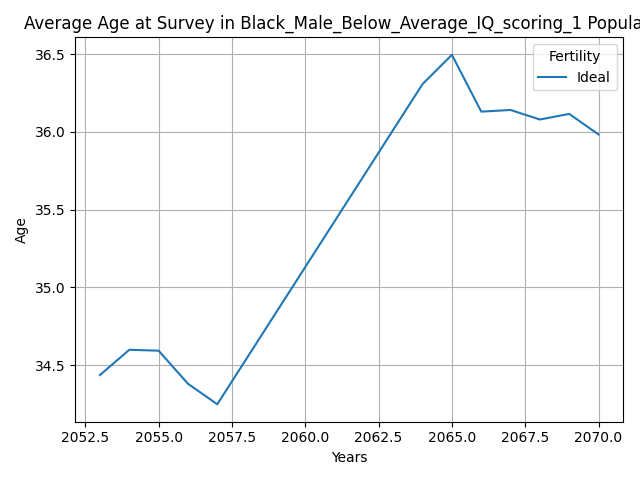 Average Age at Survey in Black_Male_Below_Average_IQ_scoring_1 Popula
Fertility
Ideal
36.5
36.0
35.5
35.0
34.5
Age
2052.5 2055.0 2057.5 2060.0 2062.5 2065.0 2067.5 2070.0
Years